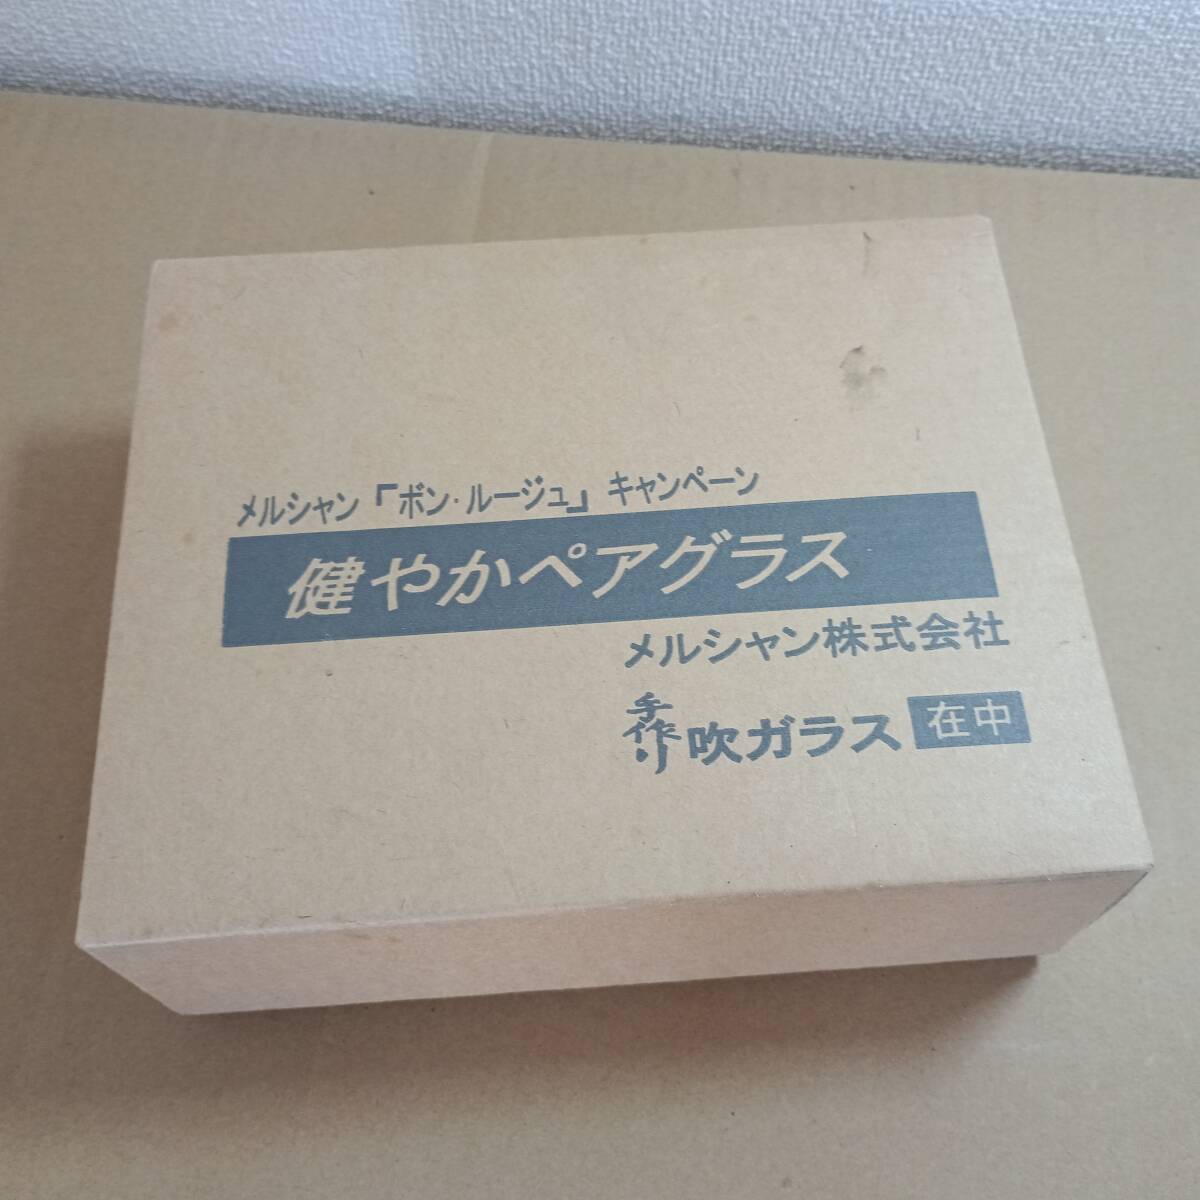 メルシャン『ボン・ルージュ』キャンペーン
健やかペアグラス
メルシャン株式会社
手作り吹ガラス 在中